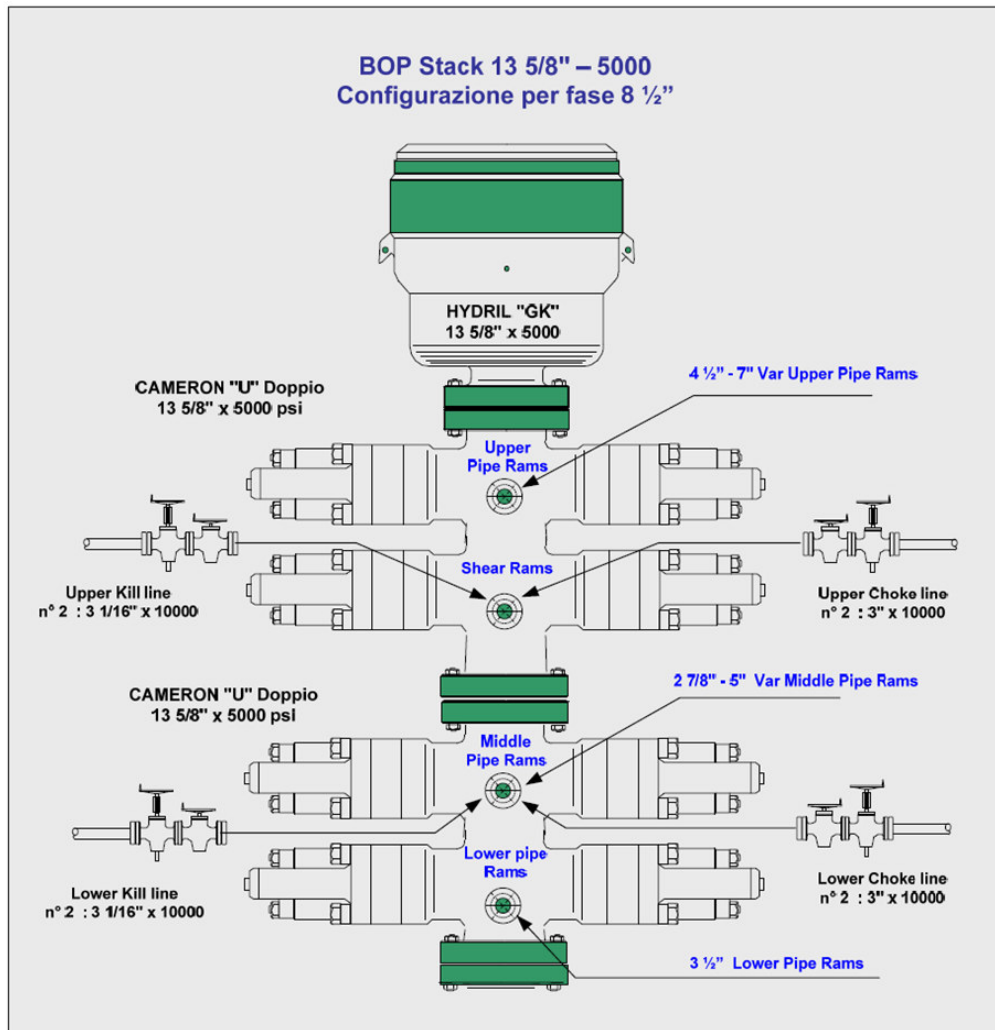 BOP Stack 13 5/8" – 5000
Configurazione per fase 8 ½”
HYDRIL "GK"
13 5/8" x 5000
CAMERON "U" Doppio
13 5/8" x 5000 psi
4 ½” - 7" Var Upper Pipe Rams
Upper
Pipe Rams
Shear Rams
Upper Kill line
n° 2 : 3 1/16" x 10000
Upper Choke line
n° 2 : 3" x 10000
CAMERON "U" Doppio
13 5/8" x 5000 psi
2 7/8" - 5" Var Middle Pipe Rams
Middle
Pipe Rams
Lower pipe
Rams
Lower Kill line
n° 2 : 3 1/16" x 10000
Lower Choke line
n° 2 : 3" x 10000
3 ½” Lower Pipe Rams